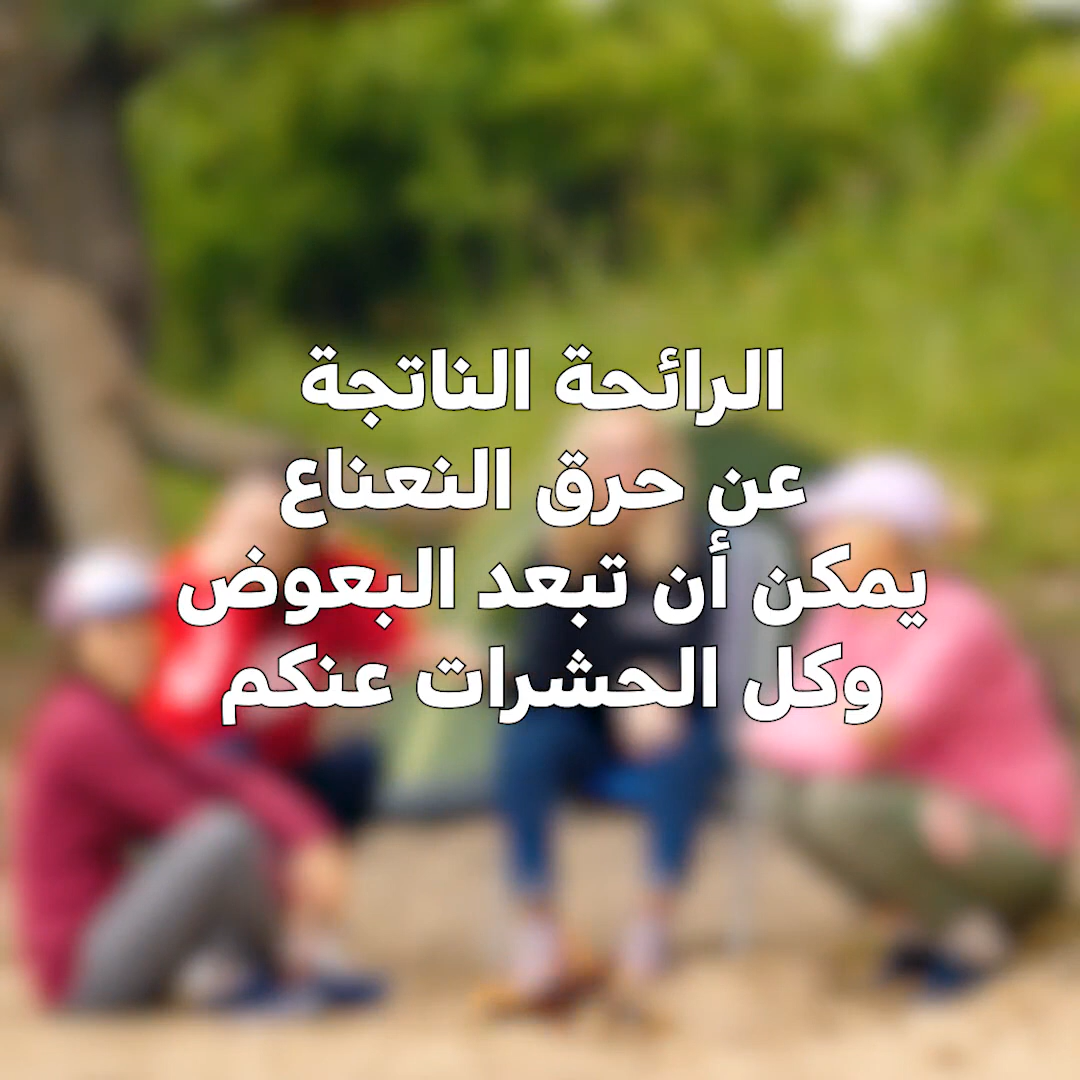 الرائحة الناتجة
عن حرق النعناع
يمكن أن تبعد البعوض
وكل الحشرات عنكم